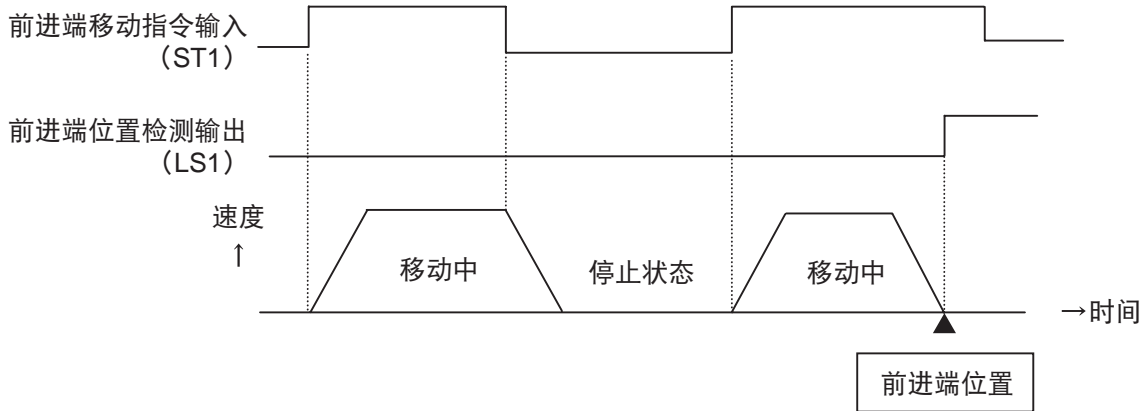 前进端移动指令输入
（ST1）
前进端位置检测输出
（LS1）
速度
↑
移动中
停止状态
移动中
→时间
前进端位置